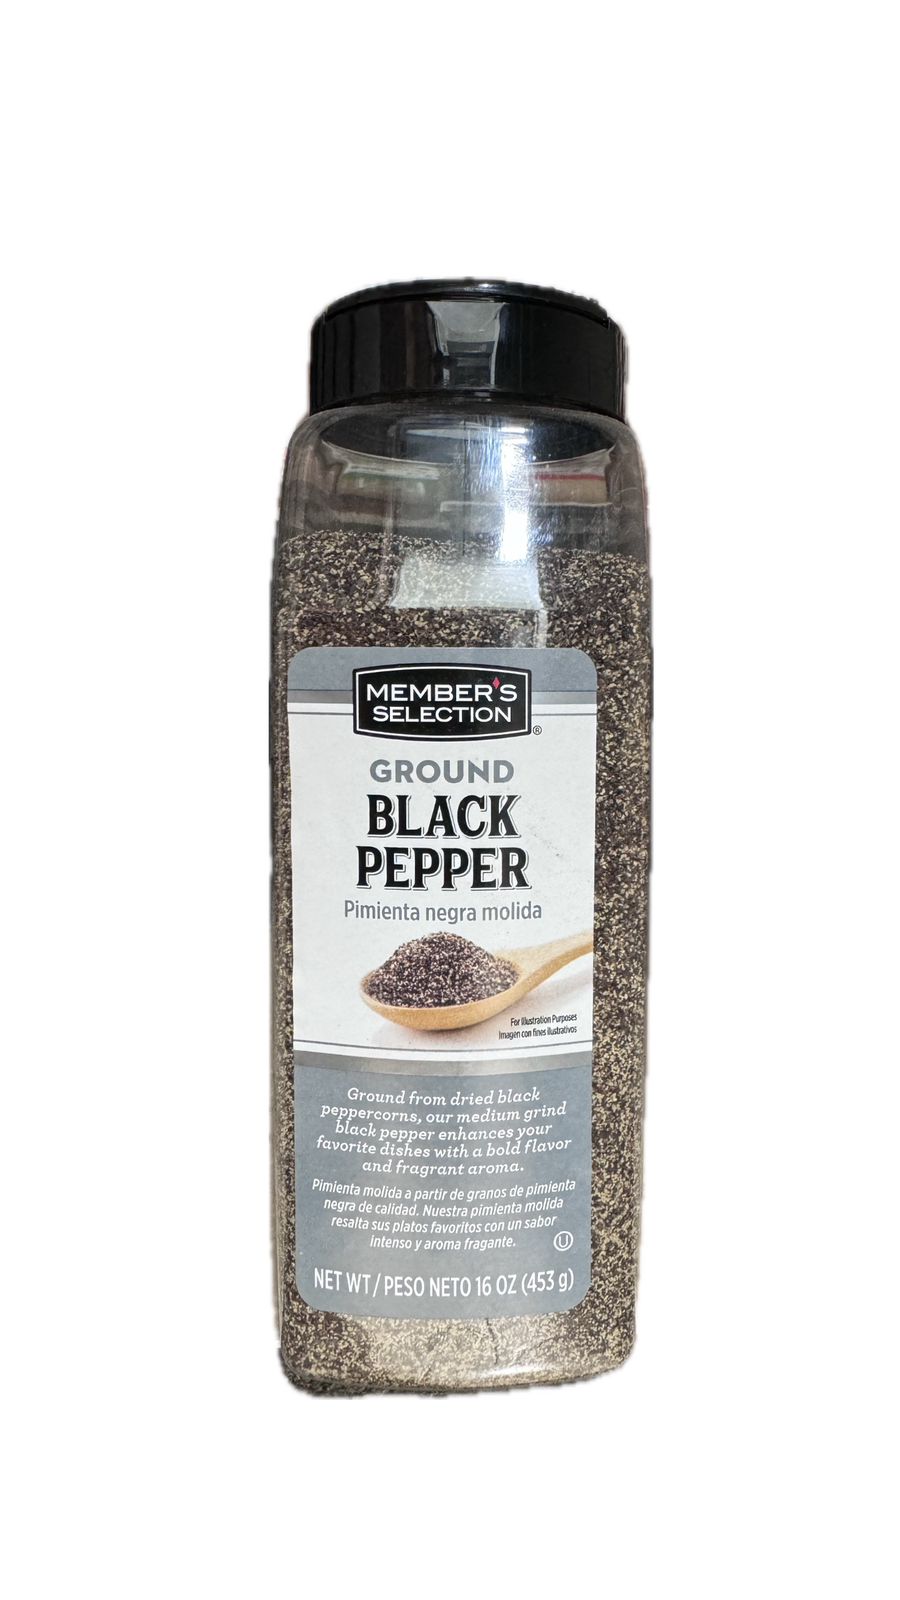 MEMBER'S
SELECTION®
GROUND
BLACK
PEPPER
Pimienta negra molida
For Illustration Purposes
Imagen con fines ilustrativos
Ground from dried black
peppercorns, our medium grind
black pepper enhances your
favorite dishes with a bold flavor
and fragrant aroma.
Pimienta molida a partir de granos de pimienta
negra de calidad. Nuestra pimienta molida
resalta sus platos favoritos con un sabor
intenso y aroma fragante.
U
NET WT / PESO NETO 16 OZ (453 g)